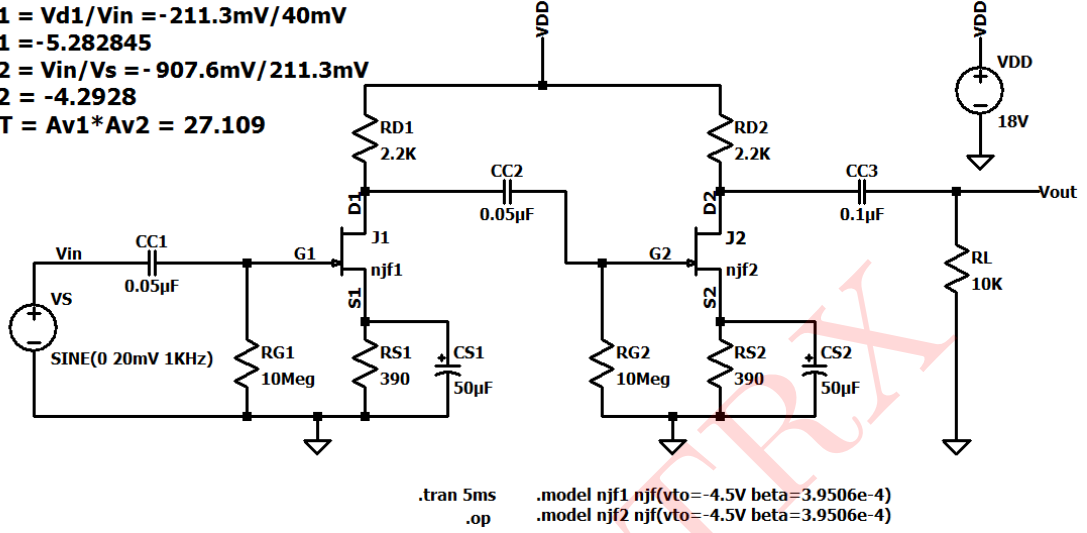 1 = Vd1/Vin =-211.3mV/40mV
1 =-5.282845
2 = Vin/Vs =-907.6mV/211.3mV
2 = -4.2928
T = Av1*Av2 = 27.109
VDD
VDD
VDD
18V
RD1
2.2K
RD2
2.2K
CC2
0.05µF
CC3
0.1µF
D1
D2
Vout
Vin
CC1
0.05µF
G1
J1
njf1
G2
J2
njf2
RL
10K
S1
S2
VS
SINE(0 20mV 1KHz)
RG1
10Meg
RS1
390
CS1
50µF
RG2
10Meg
RS2
390
CS2
50µF
.tran 5ms
.op
.model njf1 njf(vto=-4.5V beta=3.9506e-4)
.model njf2 njf(vto=-4.5V beta=3.9506e-4)
TRX